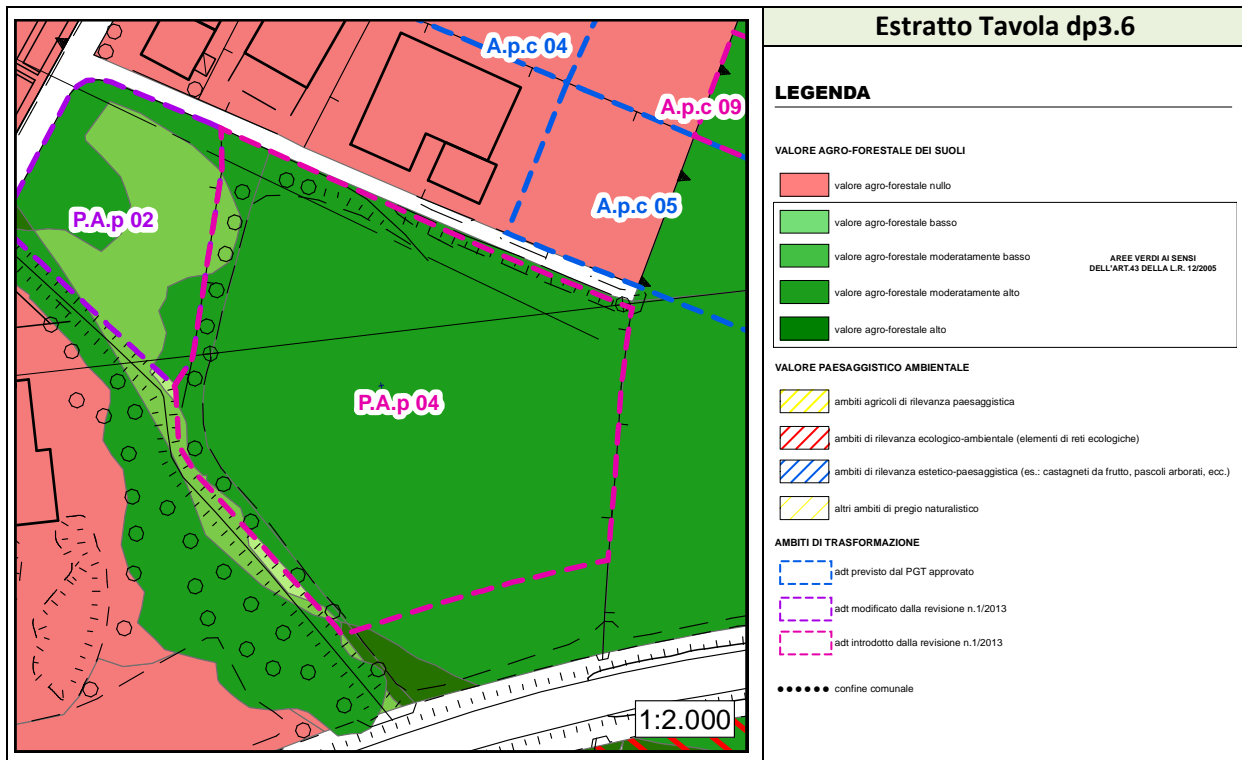 A.p.c 04
A.p.c 09
A.p.c 05
P.A.p 02
P.A.p 04
1:2.000
Estratto Tavola dp3.6
LEGENDA
VALORE AGRO-FORESTALE DEI SUOLI
valore agro-forestale nullo
valore agro-forestale basso
valore agro-forestale moderatamente basso
valore agro-forestale moderatamente alto
valore agro-forestale alto
AREE VERDI AI SENSI
DELL'ART.43 DELLA L.R. 12/2005
VALORE PAESAGGISTICO AMBIENTALE
ambiti agricoli di rilevanza paesaggistica
ambiti di rilevanza ecologico-ambientale (elementi di reti ecologiche)
ambiti di rilevanza estetico-paesaggistica (es.: castagneti da frutto, pascoli arborati, ecc.)
altri ambiti di pregio naturalistico
AMBITI DI TRASFORMAZIONE
adt previsto dal PGT approvato
adt modificato dalla revisione n.1/2013
adt introdotto dalla revisione n.1/2013
confine comunale